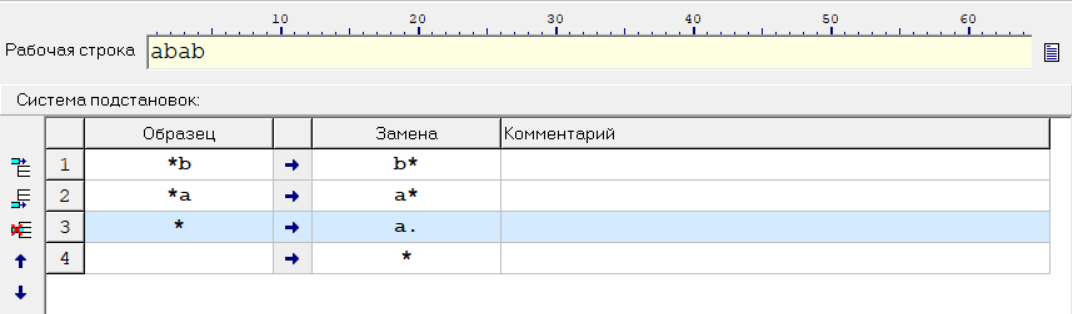 10 20 30 40 50 60
Рабочая строка abab
Система подстановок:
Образец Замена Комментарий
1 *b → b*
2 *a → a*
3 * → a.
4 → *